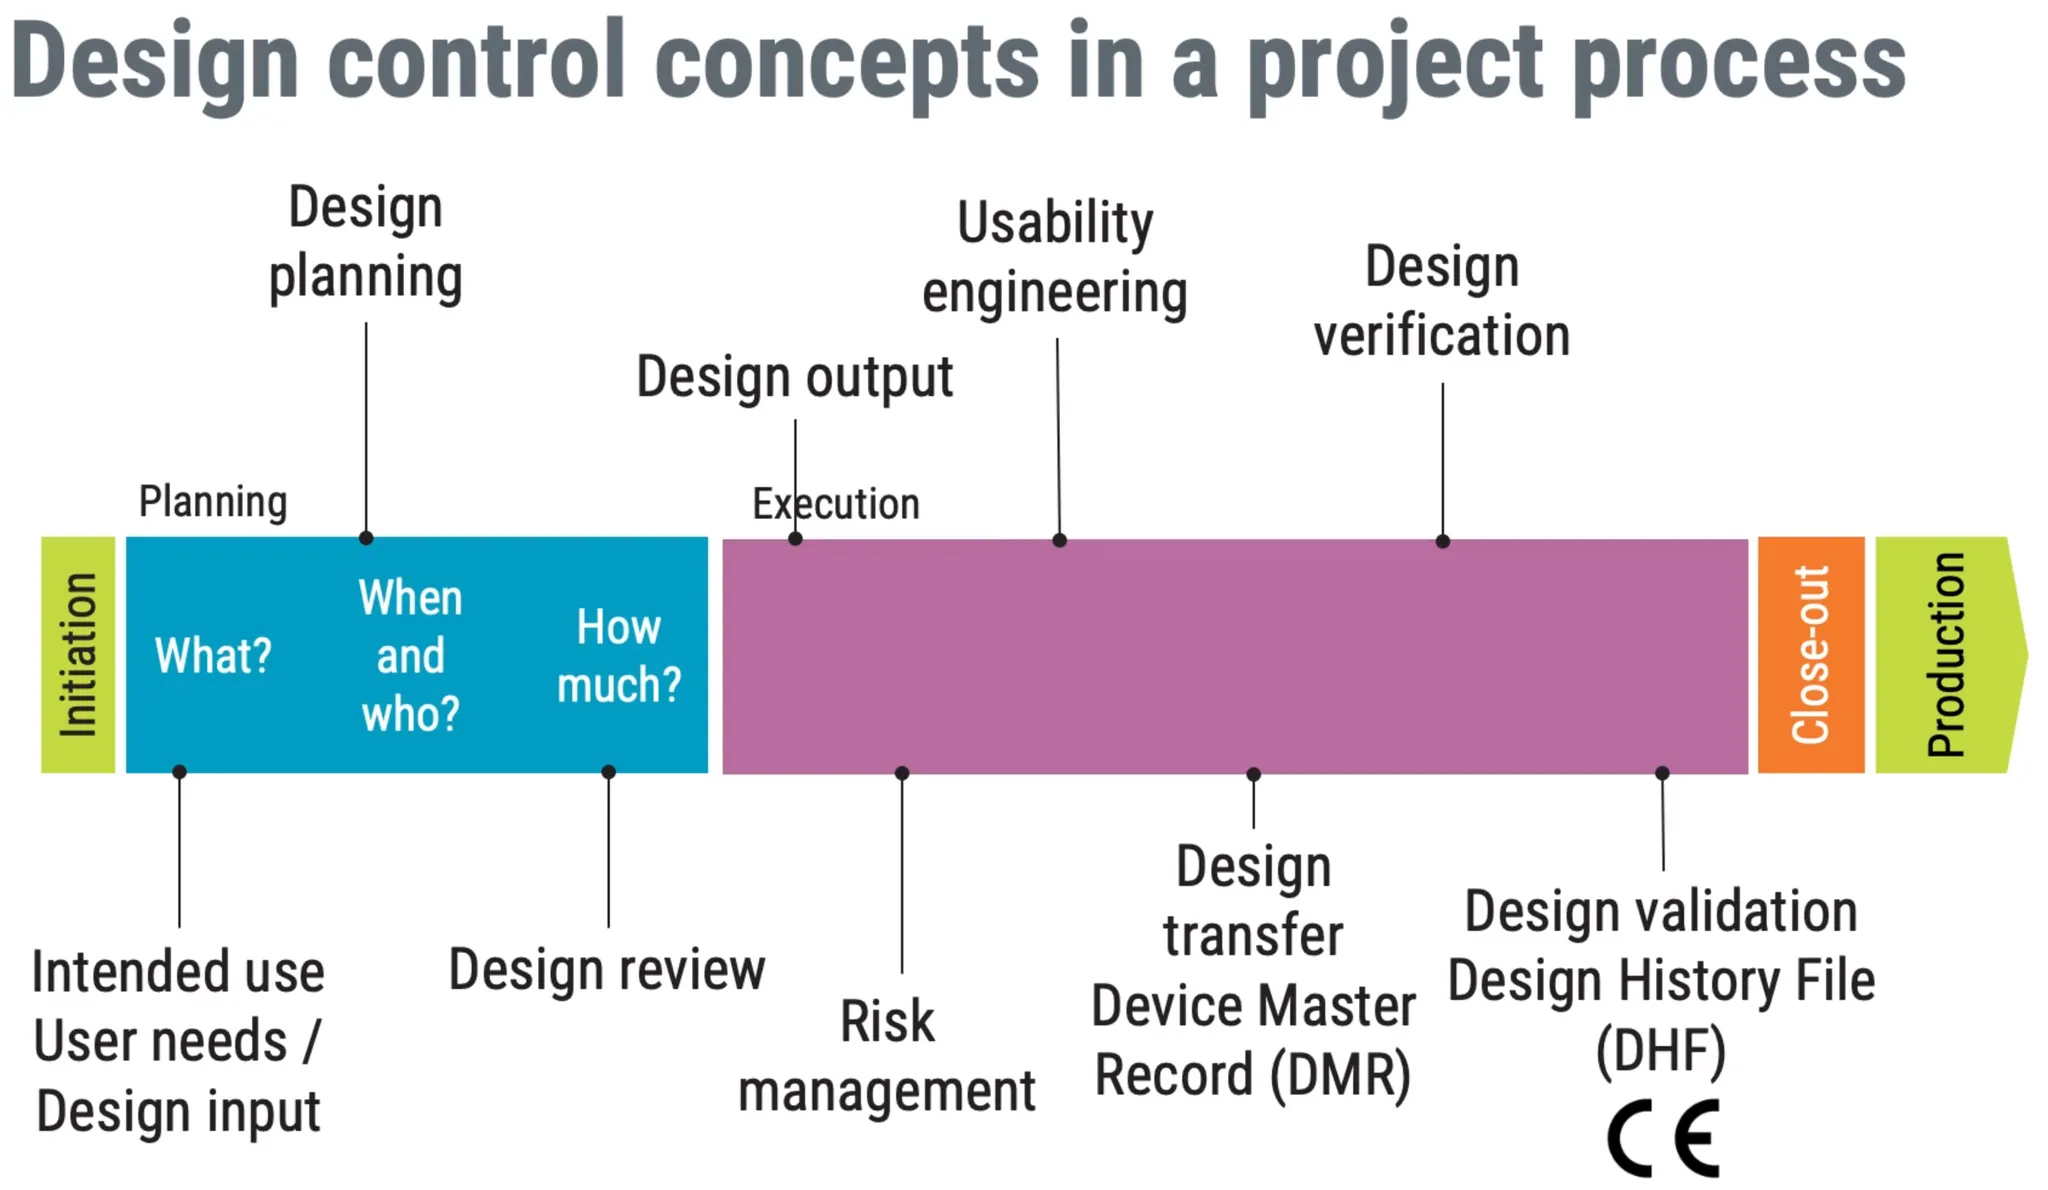 Design control concepts in a project process
Design
planning
Usability
engineering
Design
verification
Design output
Planning
Execution
Initiation
What?
When
and
who?
How
much?
Close-out
Production
Intended use
User needs /
Design input
Design review
Risk
management
Design
transfer
Device Master
Record (DMR)
Design validation
Design History File
(DHF)
CE